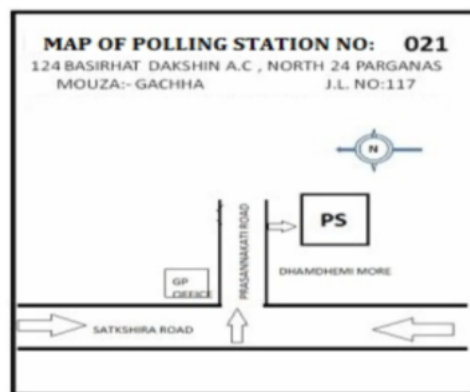 MAP OF POLLING STATION NO: 021
124 BASIRHAT DAKSHIN A.C , NORTH 24 PARGANAS
MOUZA:- GACHHA J.L. NO:117
N
PS
PRASANNAKATI ROAD
DHAMDHEMI MORE
GP
OFFICE
SATKSHIRA ROAD